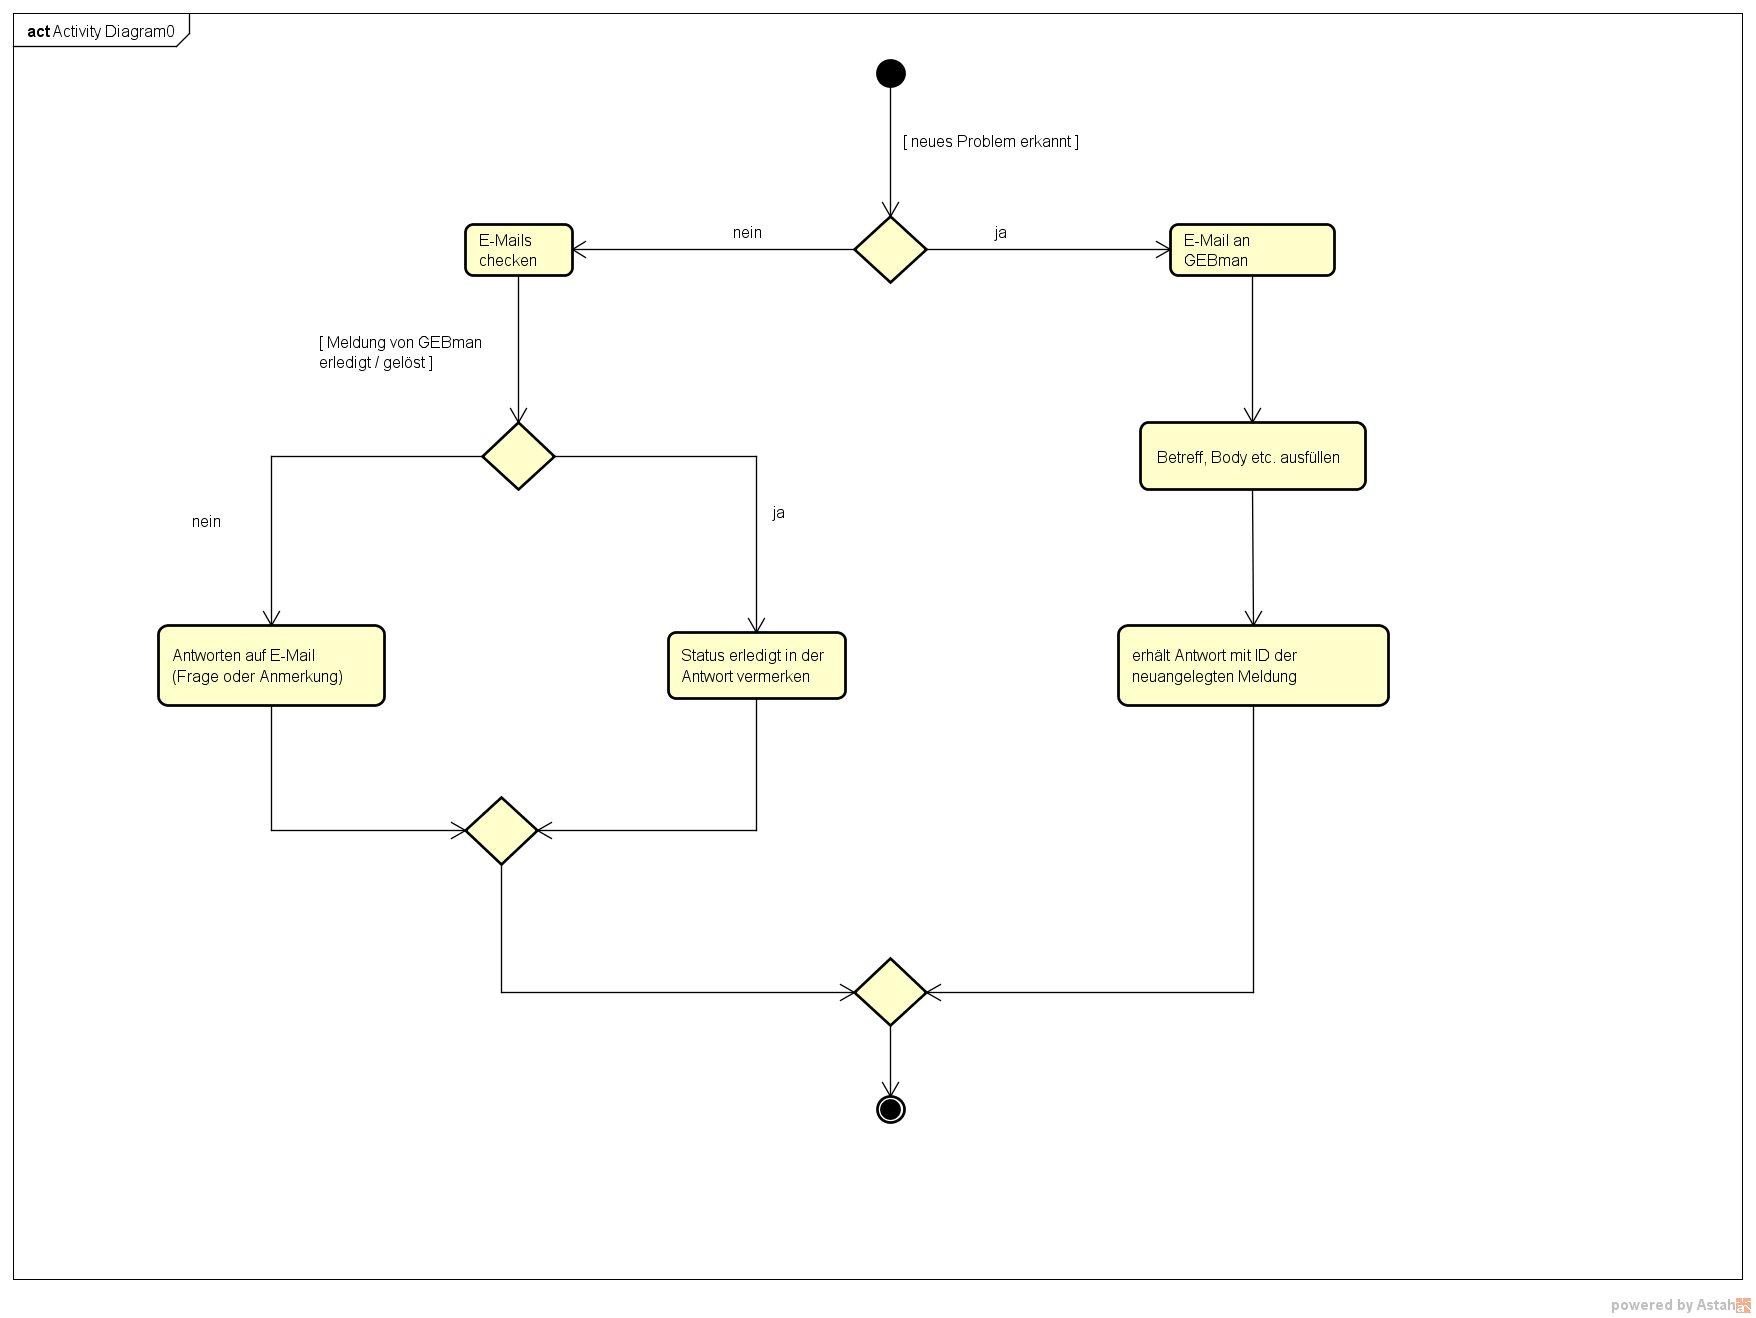 act Activity Diagram0
[ neues Problem erkannt ]
nein
ja
E-Mails
checken
E-Mail an
GEBman
[ Meldung von GEBman
erledigt / gelöst ]
Betreff, Body etc. ausfüllen
nein
ja
Antworten auf E-Mail
(Frage oder Anmerkung)
Status erledigt in der
Antwort vermerken
erhält Antwort mit ID der
neuangelegten Meldung
powered by Astah